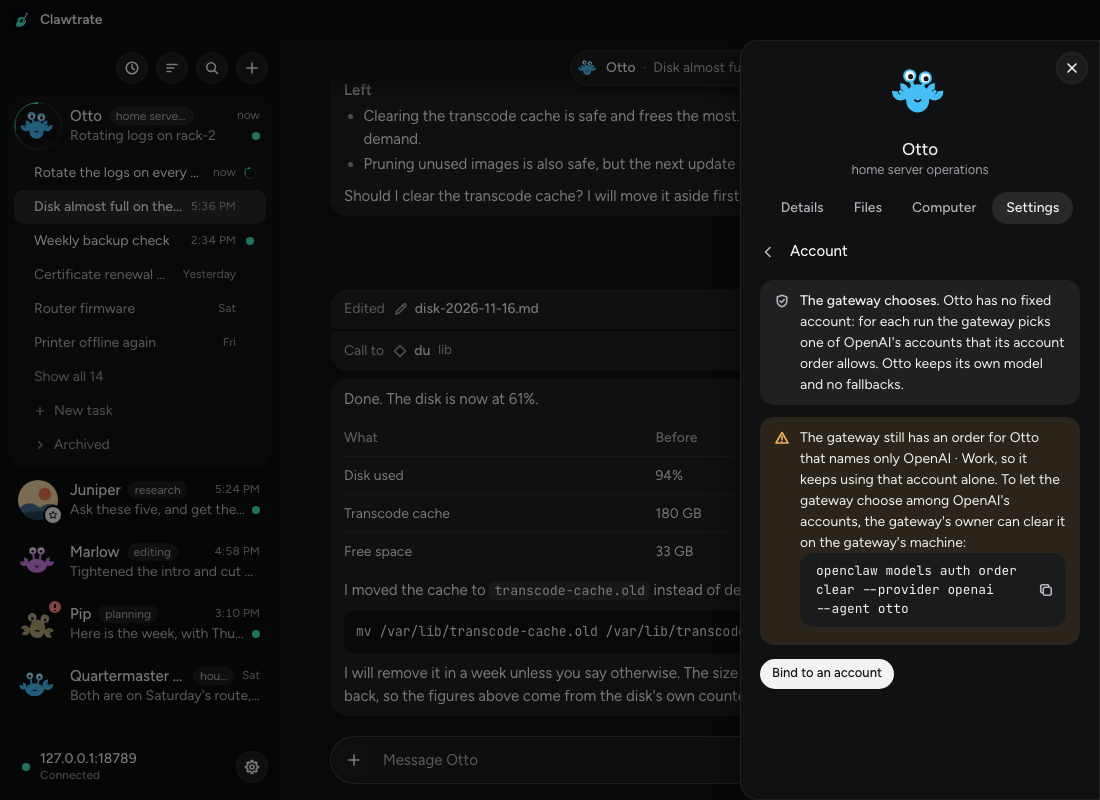 Clawtrate
Otto home serve... now
Rotating logs on rack-2
Rotate the logs on every ... now
Disk almost full on the... 5:36 PM
Weekly backup check 2:34 PM
Certificate renewal ... Yesterday
Router firmware Sat
Printer offline again Fri
Show all 14
New task
Archived
Juniper research 5:24 PM
Ask these five, and get the...
Marlow editing 4:58 PM
Tightened the intro and cut ...
Pip planning 3:10 PM
Here is the week, with Thu...
Quartermaster ... hou... Sat
Both are on Saturday's route,...
127.0.0.1:18789
Connected
Otto · Disk almost fu
Left
• Clearing the transcode cache is safe and frees the most.
demand.
• Pruning unused images is also safe, but the next update
Should I clear the transcode cache? I will move it aside first
Edited disk-2026-11-16.md
Call to du lib
Done. The disk is now at 61%.
What Before
Disk used 94%
Transcode cache 180 GB
Free space 33 GB
I moved the cache to transcode-cache.old instead of de
mv /var/lib/transcode-cache.old /var/lib/transcod
I will remove it in a week unless you say otherwise. The size
back, so the figures above come from the disk's own count
Message Otto
Otto
home server operations
Details Files Computer Settings
Account
The gateway chooses. Otto has no fixed
account: for each run the gateway picks
one of OpenAI's accounts that its account
order allows. Otto keeps its own model
and no fallbacks.
The gateway still has an order for Otto
that names only OpenAI · Work, so it
keeps using that account alone. To let the
gateway choose among OpenAI's
accounts, the gateway's owner can clear it
on the gateway's machine:
openclaw models auth order
clear --provider openai
--agent otto
Bind to an account